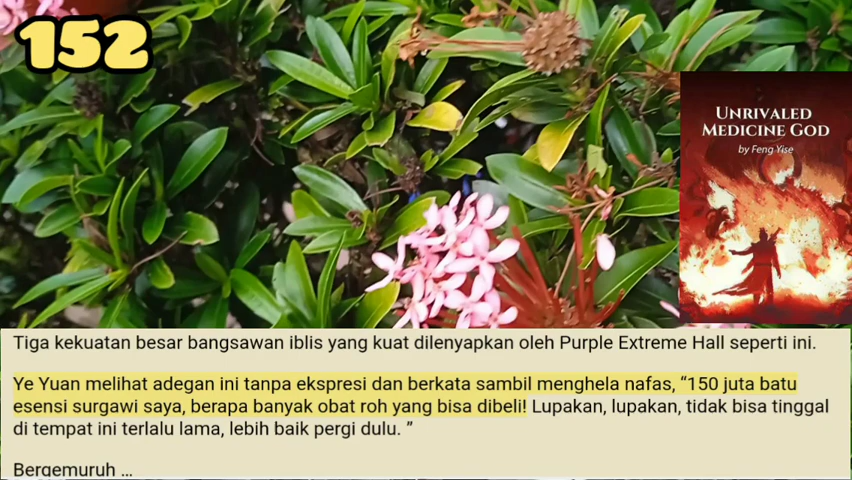 152
UNRIVALED
MEDICINE GOD
by Feng Yise
Tiga kekuatan besar bangsawan iblis yang kuat dilenyapkan oleh Purple Extreme Hall seperti ini.
Ye Yuan melihat adegan ini tanpa ekspresi dan berkata sambil menghela nafas, “150 juta batu
esensi surgawi saya, berapa banyak obat roh yang bisa dibeli! Lupakan, lupakan, tidak bisa tinggal
di tempat ini terlalu lama, lebih baik pergi dulu. ”
Bergemuruh ...